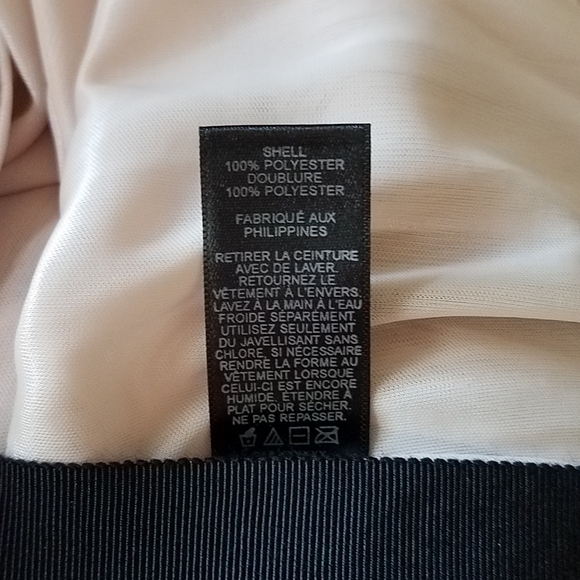 SHELL
100% POLYESTER
DOUBLURE
100% POLYESTER
FABRIQUÉ AUX
PHILIPPINES
RETIRER LA CEINTURE
AVEC DE LAVER.
RETOURNEZ LE
VÊTEMENT À L'ENVERS,
LAVEZ À LA MAIN À L'EAU
FROIDE SÉPARÉMENT.
UTILISEZ SEULEMENT
DU JAVELLISANT SANS
CHLORE, SI NÉCESSAIRE
RENDRE LA FORME AU
VÊTEMENT LORSQUE
CELUI-CI EST ENCORE
HUMIDE, ÉTENDRE À
PLAT POUR SÉCHER.
NE PAS REPASSER.